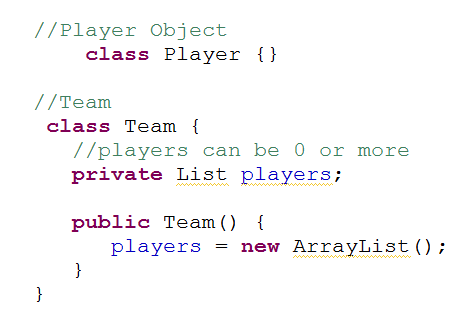 //Player Object
class Player {}
//Team
class Team {
//players can be 0 or more
private List players;
public Team() {
players = new ArrayList();
}
}